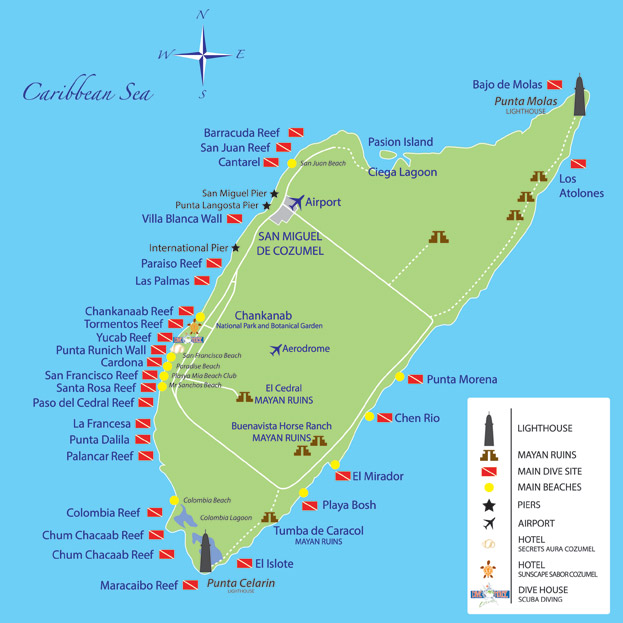 N
W
E
S
Caribbean Sea
Bajo de Molas
Punta Molas
LIGHTHOUSE
Barracuda Reef
San Juan Reef
Cantarel
Pasion Island
Ciega Lagoon
San Juan Beach
Los
Atolones
San Miguel Pier
Punta Langosta Pier
Airport
Villa Blanca Wall
SAN MIGUEL
DE COZUMEL
International Pier
Paraiso Reef
Las Palmas
Chankanaab Reef
Tormentos Reef
Chankanab
National Park and Botanical Garden
Yucab Reef
Punta Runich Wall
Aerodrome
San Francisco Beach
Cardona
Paradise Beach
San Francisco Reef
Playa Mia Beach Club
Santa Rosa Reef
Mr Sanchos Beach
Paso del Cedral Reef
Punta Morena
El Cedral
MAYAN RUINS
La Francesa
Punta Dalila
Palancar Reef
Buenavista Horse Ranch
MAYAN RUINS
Chen Rio
El Mirador
Colombia Beach
Playa Bosh
Colombia Reef
Colombia Lagoon
Tumba de Caracol
MAYAN RUINS
Chum Chacaab Reef
Chum Chacaab Reef
El Islote
Maracaibo Reef
Punta Celarin
LIGHTHOUSE
LIGHTHOUSE
MAYAN RUINS
MAIN DIVE SITE
MAIN BEACHES
PIERS
AIRPORT
HOTEL
SECRETS AURA COZUMEL
HOTEL
SUNSCAPE SABOR COZUMEL
DIVE HOUSE
SCUBA DIVING